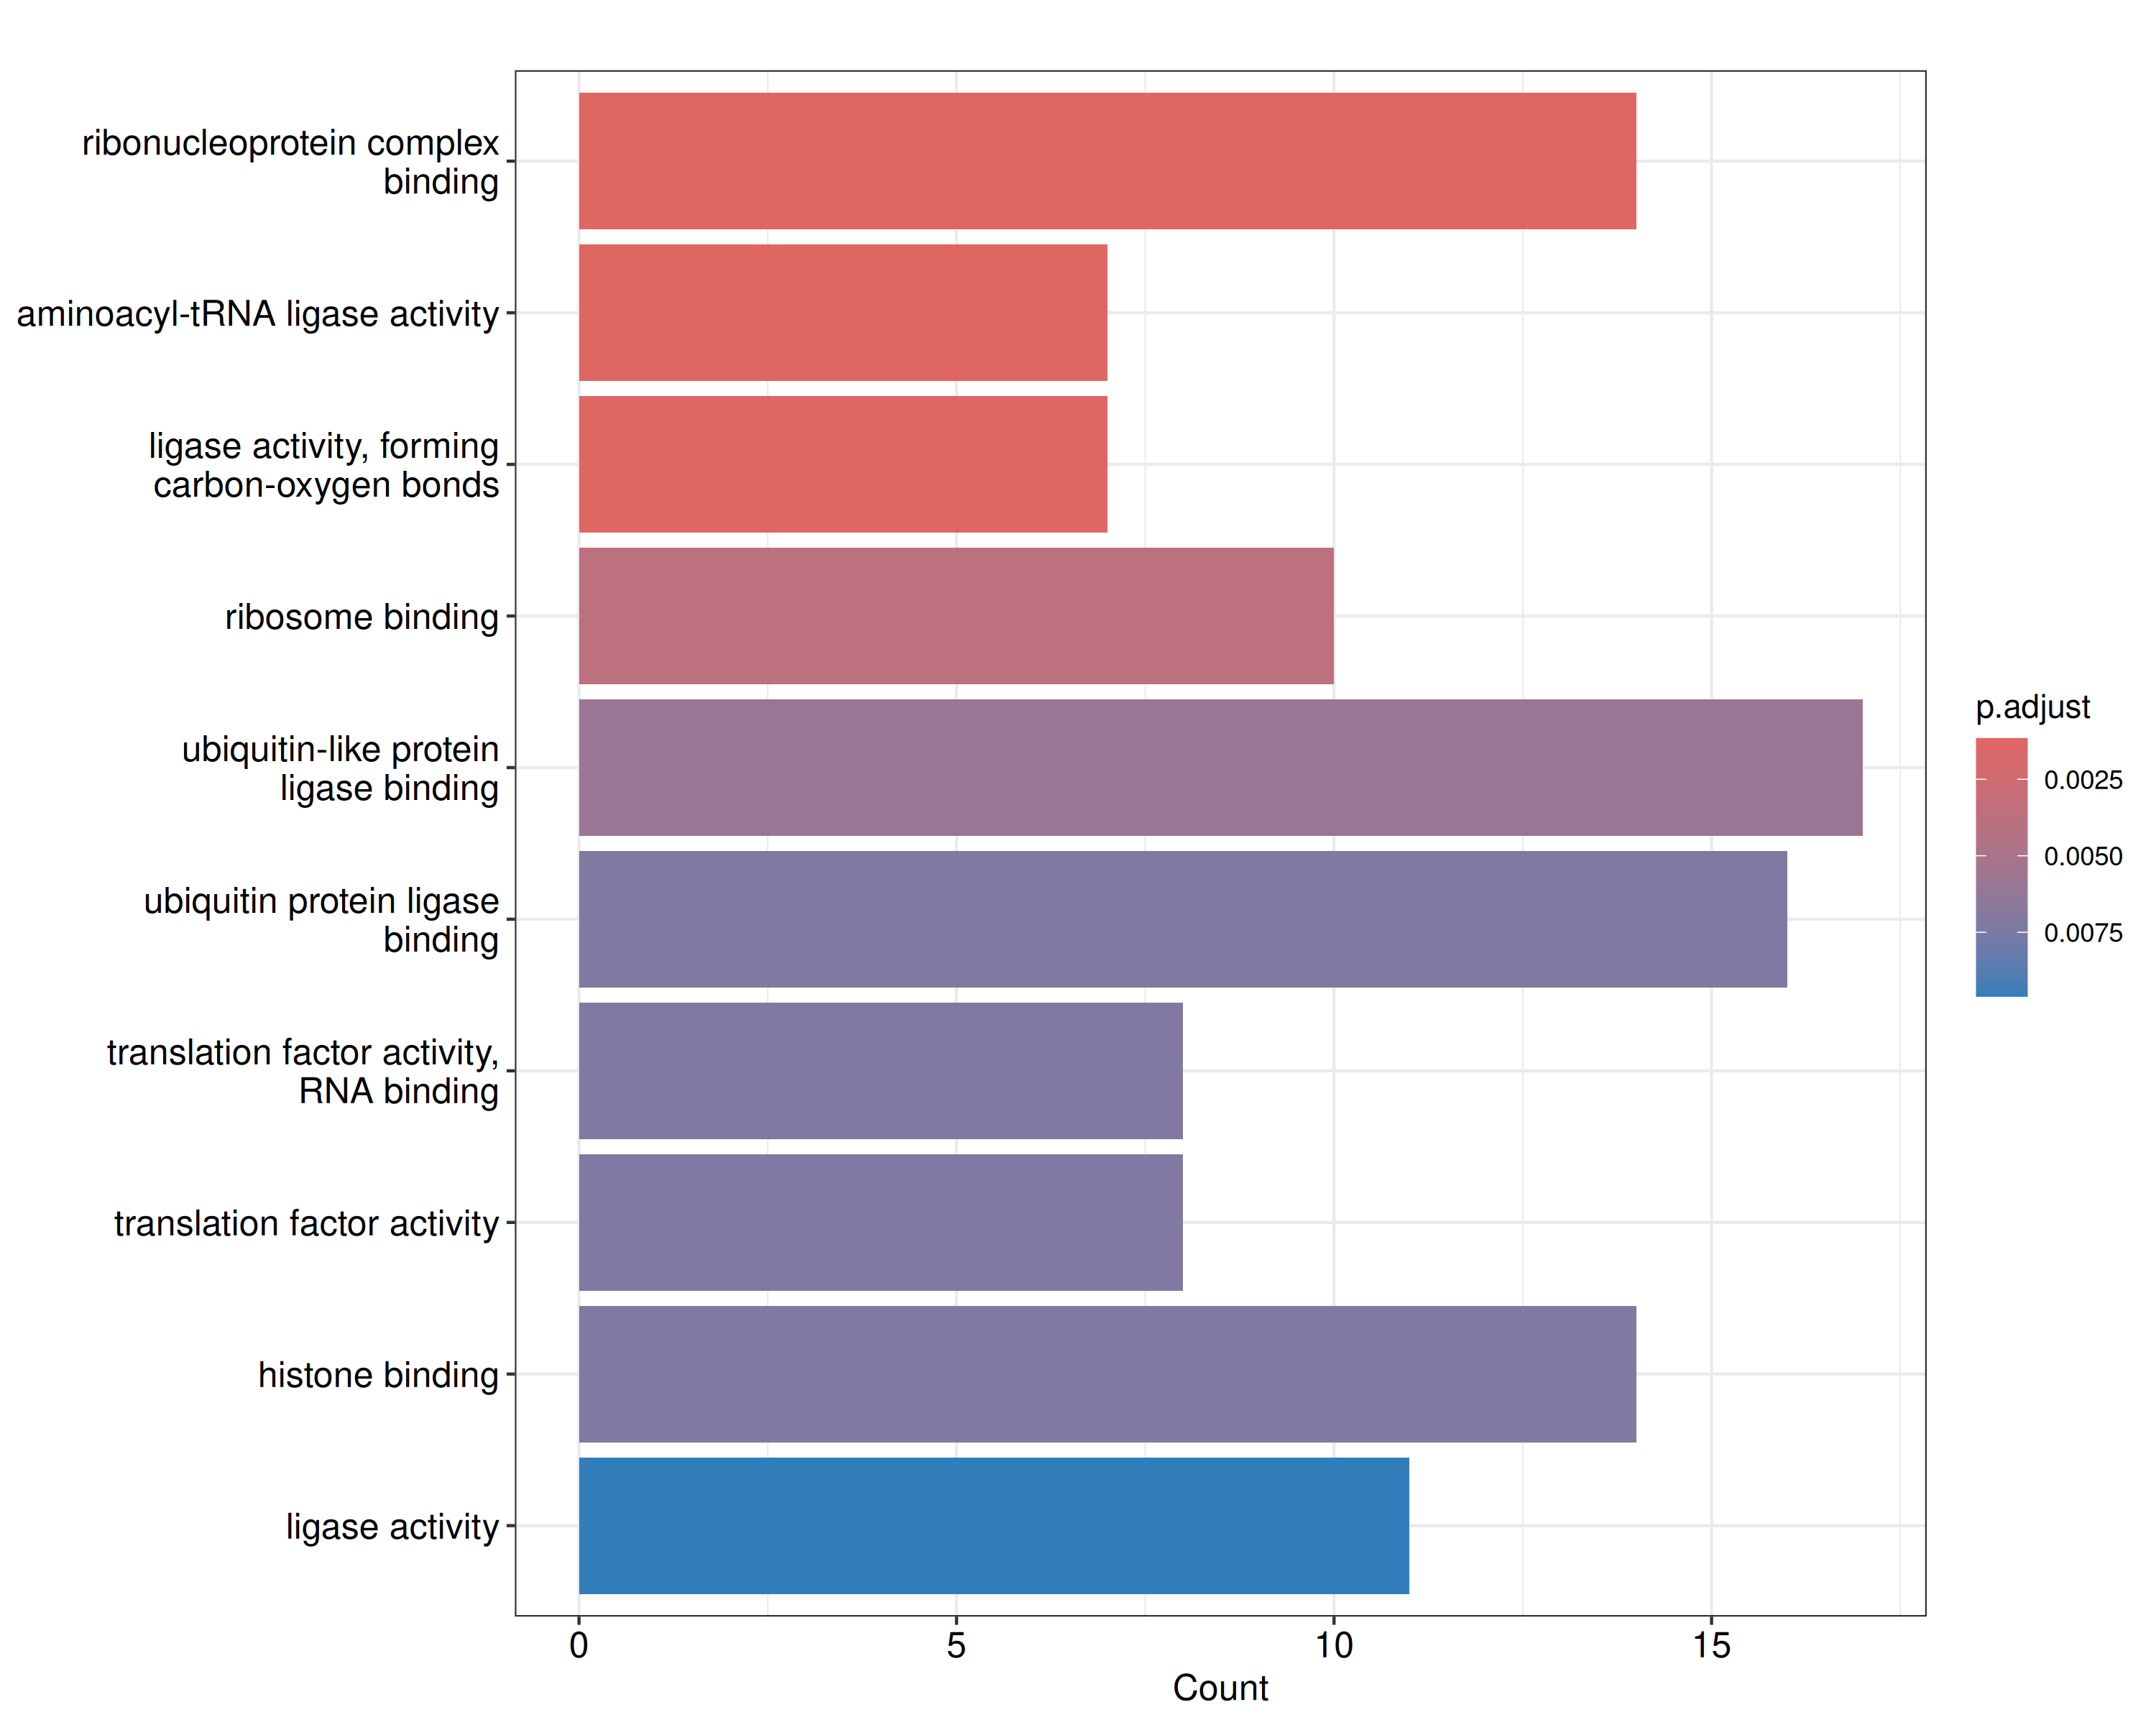 ribonucleoprotein complex
binding
aminoacyl-tRNA ligase activity
ligase activity, forming
carbon-oxygen bonds
ribosome binding
ubiquitin-like protein
ligase binding
ubiquitin protein ligase
binding
translation factor activity,
RNA binding
translation factor activity
histone binding
ligase activity
0
5
10
15
Count
p.adjust
0.0025
0.0050
0.0075